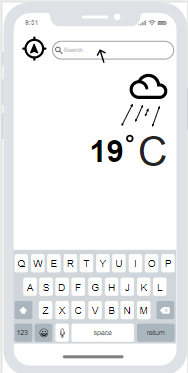 9:31
Search
19° C
Q W E R T Y U I O P
A S D F G H J K L
Z X C V B N M
123 space return